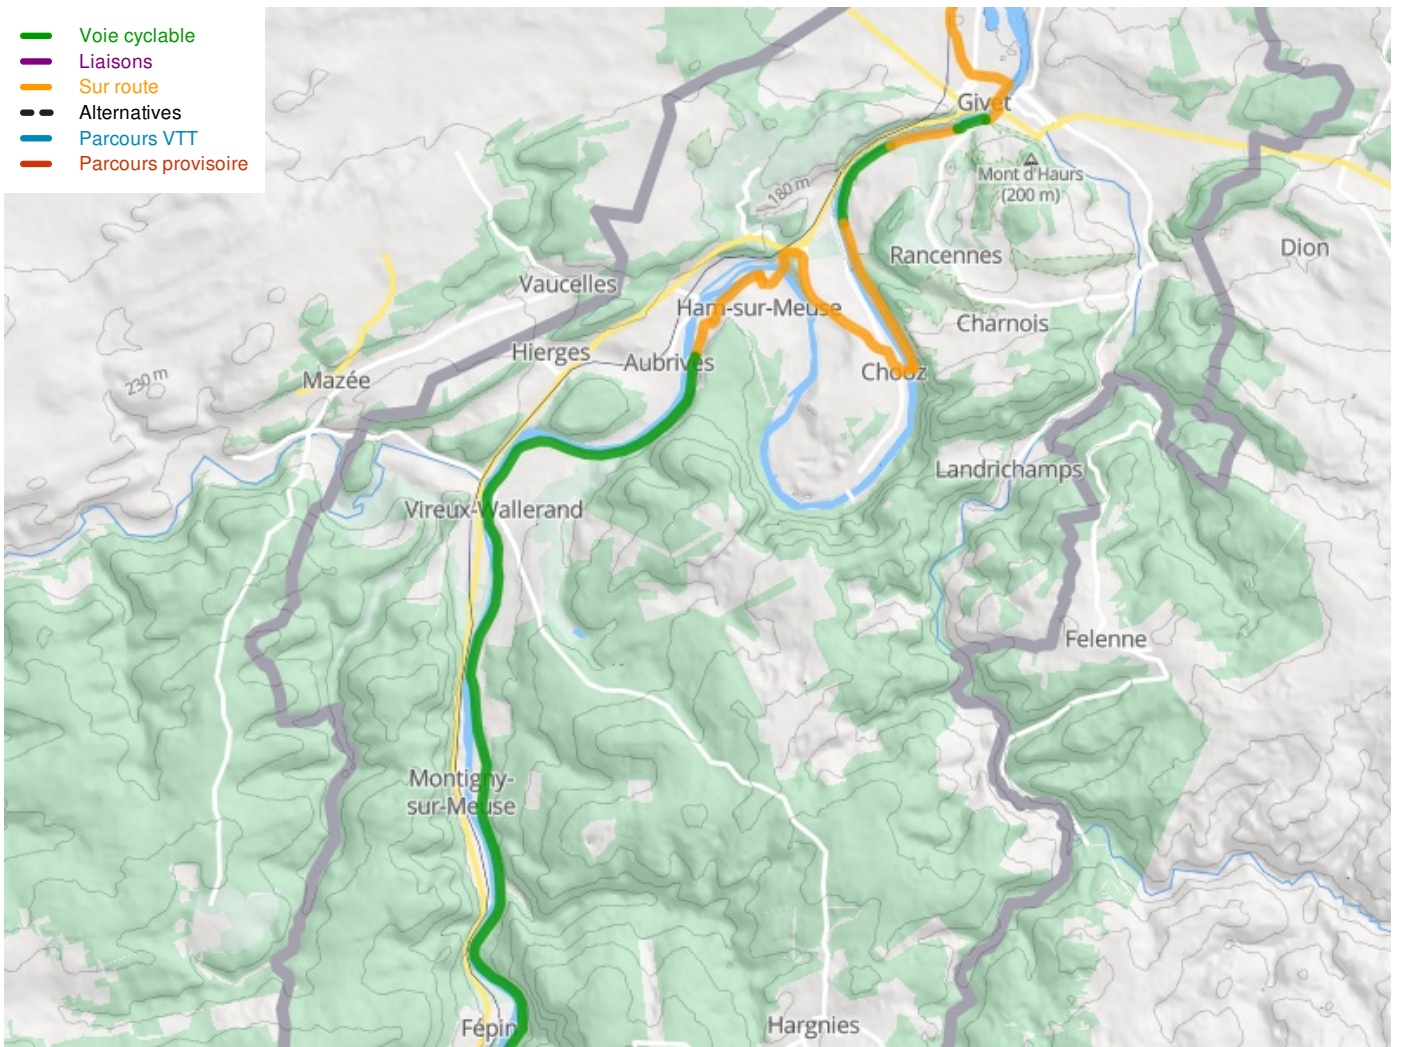 Voie cyclable
Liaisons
Sur route
Alternatives
Parcours VTT
Parcours provisoire
Givet
Mont d'Haurs
(200 m)
180 m
Rancennes
Dion
Vaucelles
Ham-sur-Meuse
Charnois
Hierges
Aubrives
Chooz
Mazée
230 m
Landrichamps
Vireux-Wallerand
Felenne
Montigny-
sur-Meuse
Fépin
Hargnies